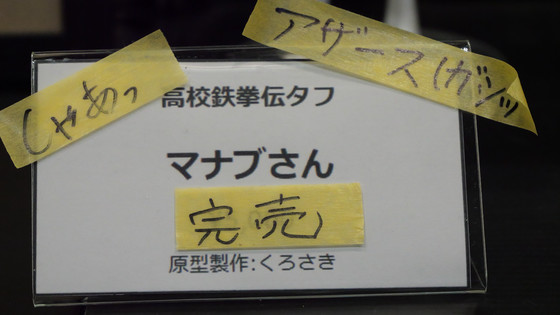 しゃあっ
アザース(ガシッ
高校鉄拳伝タフ
マナブさん
完売
原型製作:くろさき